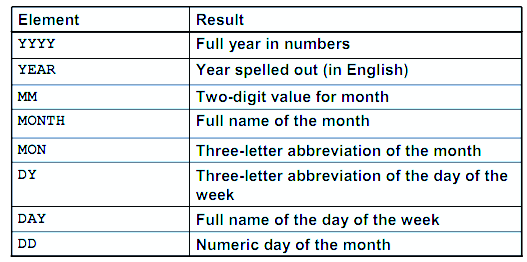 Element Result
YYYY Full year in numbers
YEAR Year spelled out (in English)
MM Two-digit value for month
MONTH Full name of the month
MON Three-letter abbreviation of the month
DY Three-letter abbreviation of the day of the
week
DAY Full name of the day of the week
DD Numeric day of the month